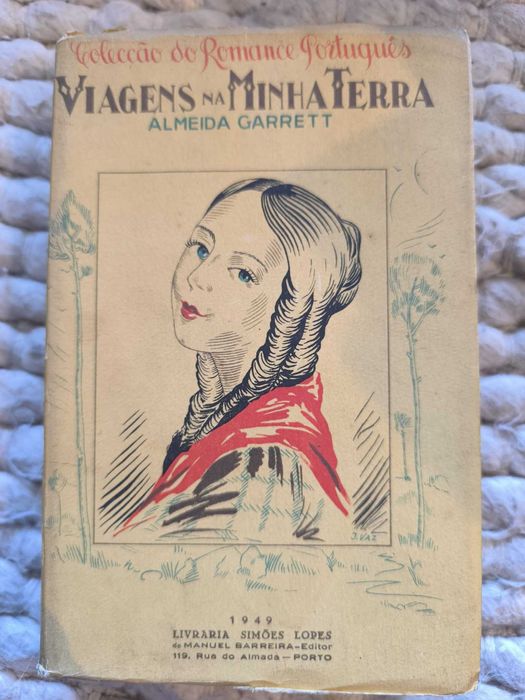 Colecção do Romance Português
VIAGENS NA MINHA TERRA
ALMEIDA GARRETT
J. VAZ
1949
LIVRARIA SIMÕES LOPES
de MANUEL BARREIRA-Editor
119, Rua do Almada - PORTO